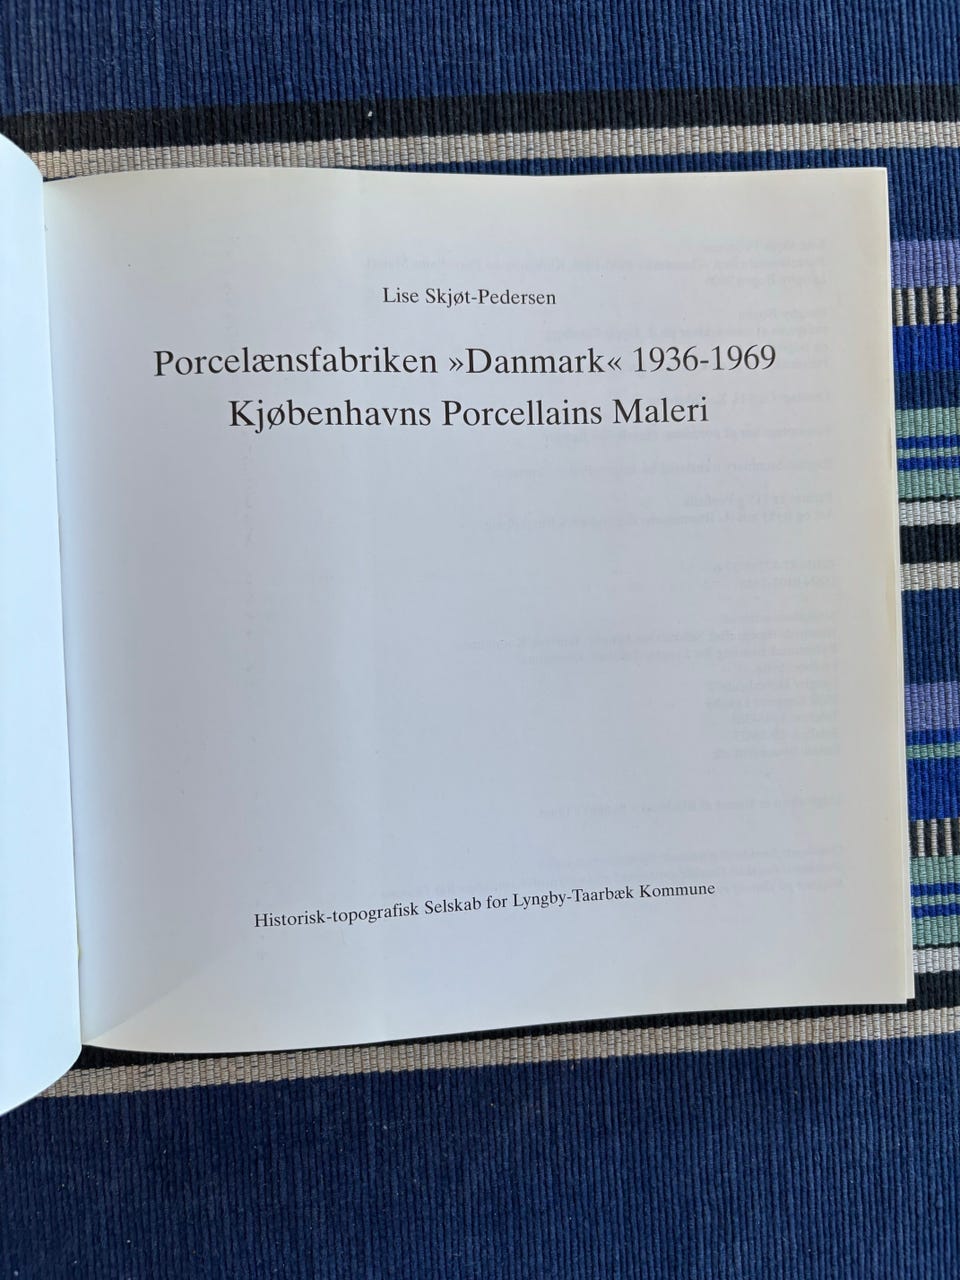 Lise Skjøt-Pedersen
Porcelænsfabriken »Danmark« 1936-1969
Kjøbenhavns Porcellains Maleri
Historisk-topografisk Selskab for Lyngby-Taarbæk Kommune